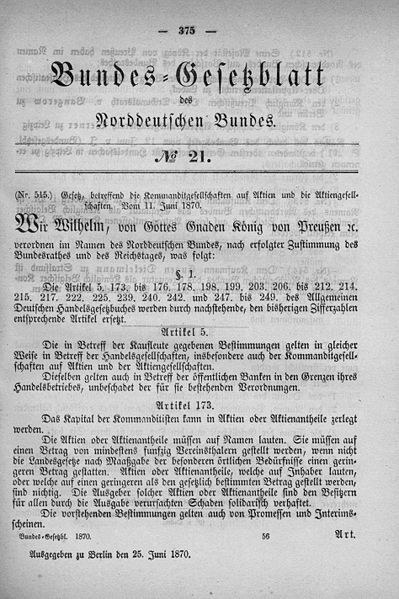 — 375 —
Bundes-Gesetzblatt
des
Norddeutschen Bundes.
№ 21.
(Nr. 515.) Gesetz, betreffend die Kommanditgesellschaften auf Aktien und die Aktiengesell-
schaften. Vom 11. Juni 1870.
Wir Wilhelm, von Gottes Gnaden König von Preußen ꝛc.
verordnen im Namen des Norddeutschen Bundes, nach erfolgter Zustimmung des
Bundesrathes und des Reichstages, was folgt:
§. 1.
Die Artikel 5. 173. bis 176. 178. 198. 199. 203. 206. bis 212. 214.
215. 217. 222. 225. 239. 240. 242. und 247. bis 249. des Allgemeinen
Deutschen Handelsgesetzbuches werden durch nachstehende, den bisherigen Ziffernzahlen
entsprechende Artikel ersetzt.
Artikel 5.
Die in Betreff der Kaufleute gegebenen Bestimmungen gelten in gleicher
Weise in Betreff der Handelsgesellschaften, insbesondere auch der Kommanditgesell-
schaften auf Aktien und der Aktiengesellschaften.
Dieselben gelten auch in Betreff der öffentlichen Banken in den Grenzen ihres
Handelsbetriebes, unbeschadet der für sie bestehenden Verordnungen.
Artikel 173.
Das Kapital der Kommanditisten kann in Aktien oder Aktienantheile zerlegt
werden.
Die Aktien oder Aktienantheile müssen auf Namen lauten. Sie müssen auf
einen Betrag von mindestens funfzig Vereinsthalern gestellt werden, wenn nicht
die Landesgesetze nach Maaßgabe der besonderen örtlichen Bedürfnisse einen gerin-
geren Betrag gestatten. Aktien oder Aktienantheile, welche auf Inhaber lauten,
oder welche auf einen geringeren als den gesetzlich bestimmten Betrag gestellt werden,
sind nichtig. Die Ausgeber solcher Aktien oder Aktienantheile sind den Besitzern
für allen durch die Ausgabe verursachten Schaden solidarisch verhaftet.
Die vorstehenden Bestimmungen gelten auch von Promessen und Interims-
scheinen.
Bundes-Gesetzbl. 1870. 56 Art.
Ausgegeben zu Berlin den 25. Juni 1870.